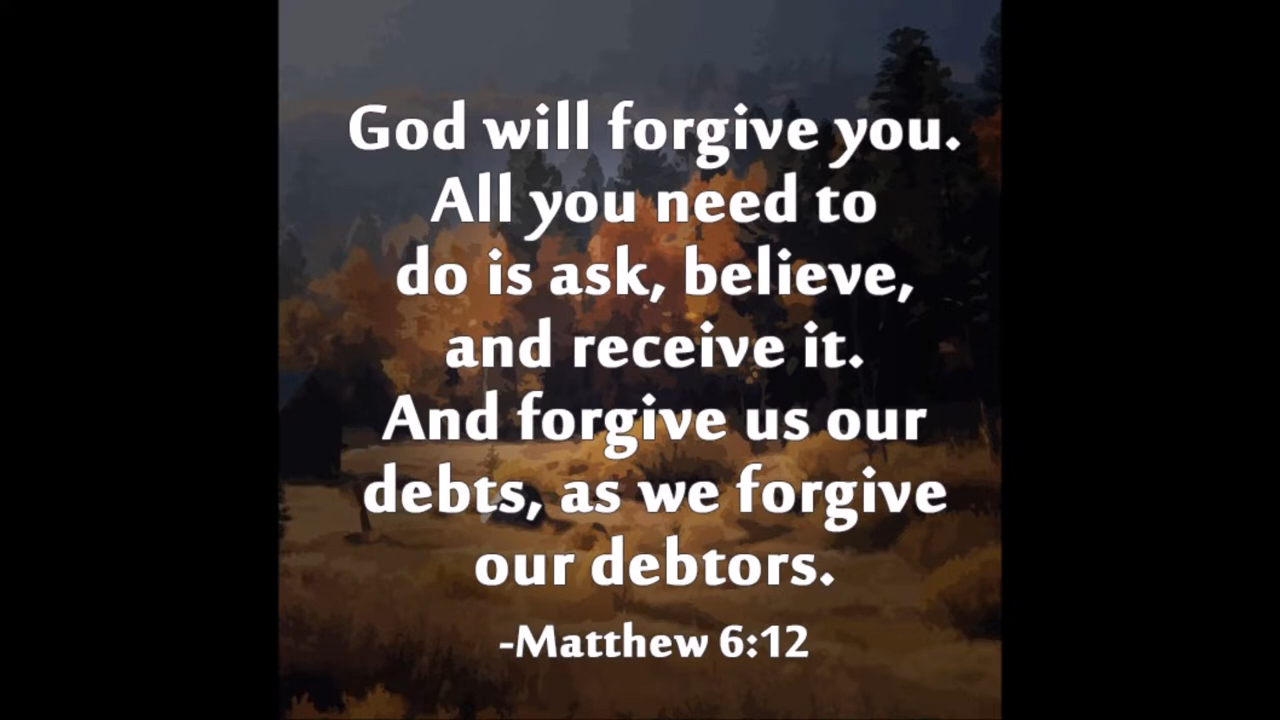 God will forgive you.
All you need to
do is ask, believe,
and receive it.
And forgive us our
debts, as we forgive
our debtors.
-Matthew 6:12